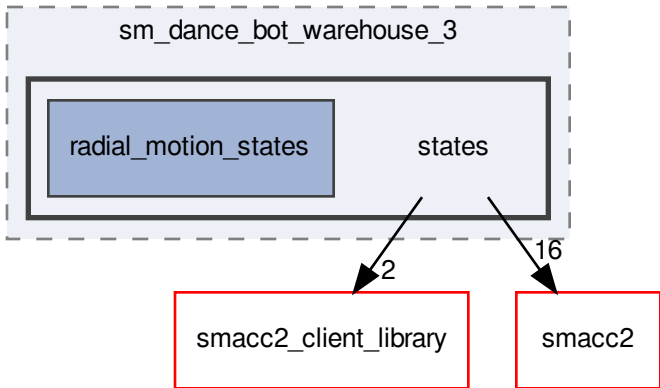 sm_dance_bot_warehouse_3
radial_motion_states
states
2
16
smacc2_client_library
smacc2